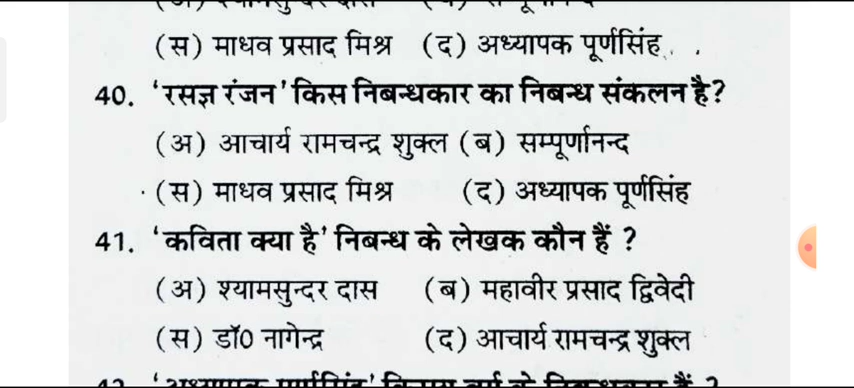 (स) माधव प्रसाद मिश्र (द) अध्यापक पूर्णसिंह
40. 'रसज्ञ रंजन' किस निबन्धकार का निबन्ध संकलन है?
(अ) आचार्य रामचन्द्र शुक्ल (ब) सम्पूर्णानन्द
(स) माधव प्रसाद मिश्र (द) अध्यापक पूर्णसिंह
41. 'कविता क्या है' निबन्ध के लेखक कौन हैं ?
(अ) श्यामसुन्दर दास (ब) महावीर प्रसाद द्विवेदी
(स) डॉ0 नागेन्द्र (द) आचार्य रामचन्द्र शुक्ल